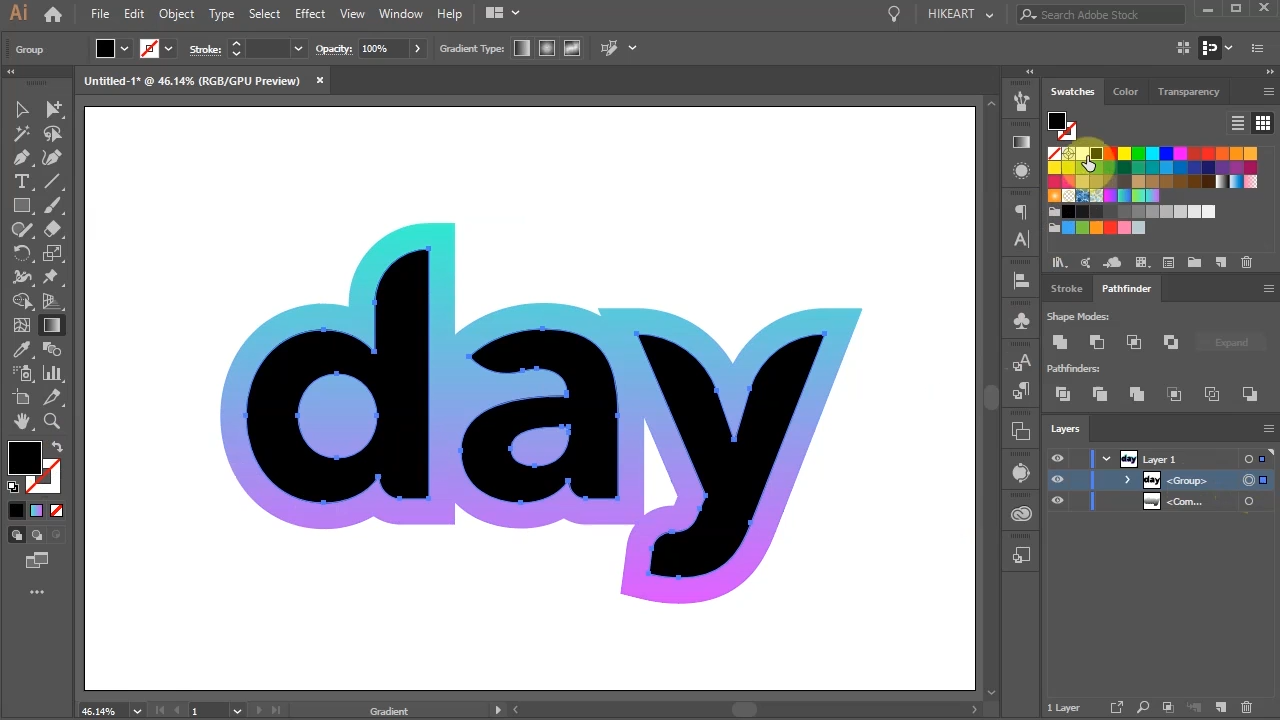 Ai File Edit Object Type Select Effect View Window Help HIKEART Search Adobe Stock
Group Stroke: Opacity: 100% Gradient Type:
Untitled-1* @ 46.14% (RGB/GPU Preview) ×
Swatches Color Transparency
day
Stroke Pathfinder
Shape Modes:
Expand
Pathfinders:
Layers
Layer 1
<Group>
<Com...
1 Layer
46.14% 1 Gradient